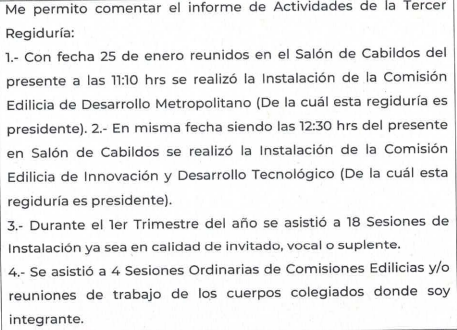 Me permito comentar el informe de Actividades de la Tercer
Regiduría:
1.- Con fecha 25 de enero reunidos en el Salón de Cabildos del
presente a las 11:10 hrs se realizó la Instalación de la Comisión
Edilicia de Desarrollo Metropolitano (De la cuál esta regiduría es
presidente). 2.- En misma fecha siendo las 12:30 hrs del presente
en Salón de Cabildos se realizó la Instalación de la Comisión
Edilicia de Innovación y Desarrollo Tecnológico (De la cuál esta
regiduría es presidente).
3.- Durante el 1er Trimestre del año se asistió a 18 Sesiones de
Instalación ya sea en calidad de invitado, vocal o suplente.
4.- Se asistió a 4 Sesiones Ordinarias de Comisiones Edilicias y/o
reuniones de trabajo de los cuerpos colegiados donde soy
integrante.